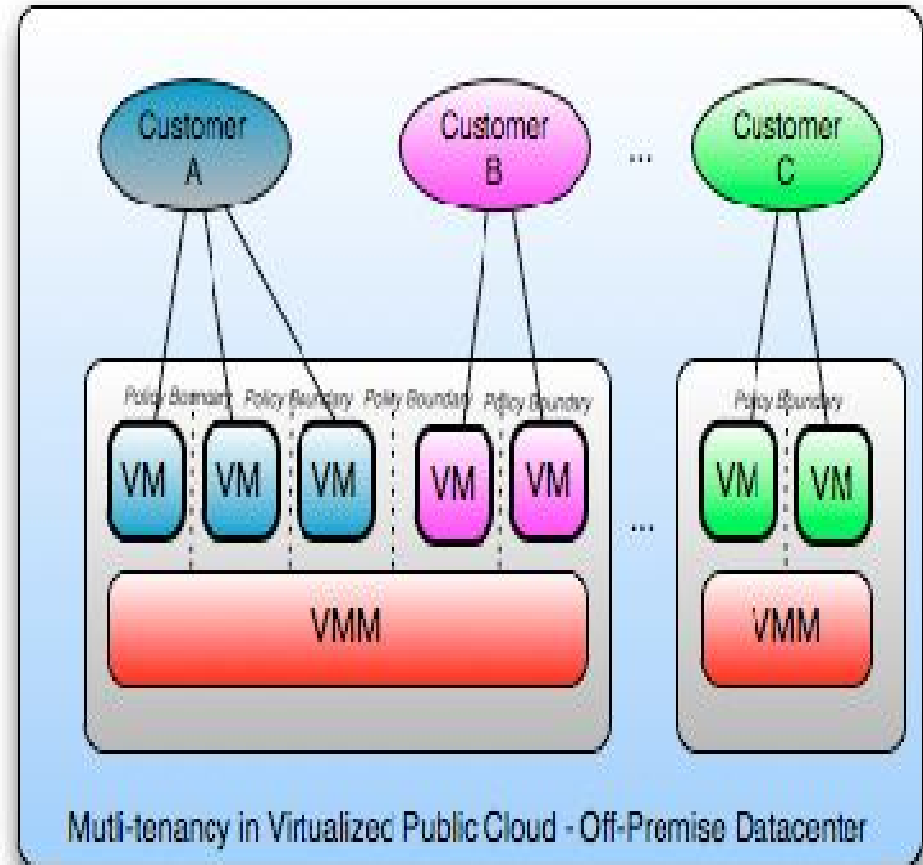 Customer
A
Customer
B
...
Customer
C
Policy Boundary Policy Boundary Policy Boundary Policy Boundary
Policy Boundary
VM VM VM VM VM
...
VM VM
VMM
VMM
Mutli-tenancy in Virtualized Public Cloud - Off-Premise Datacenter